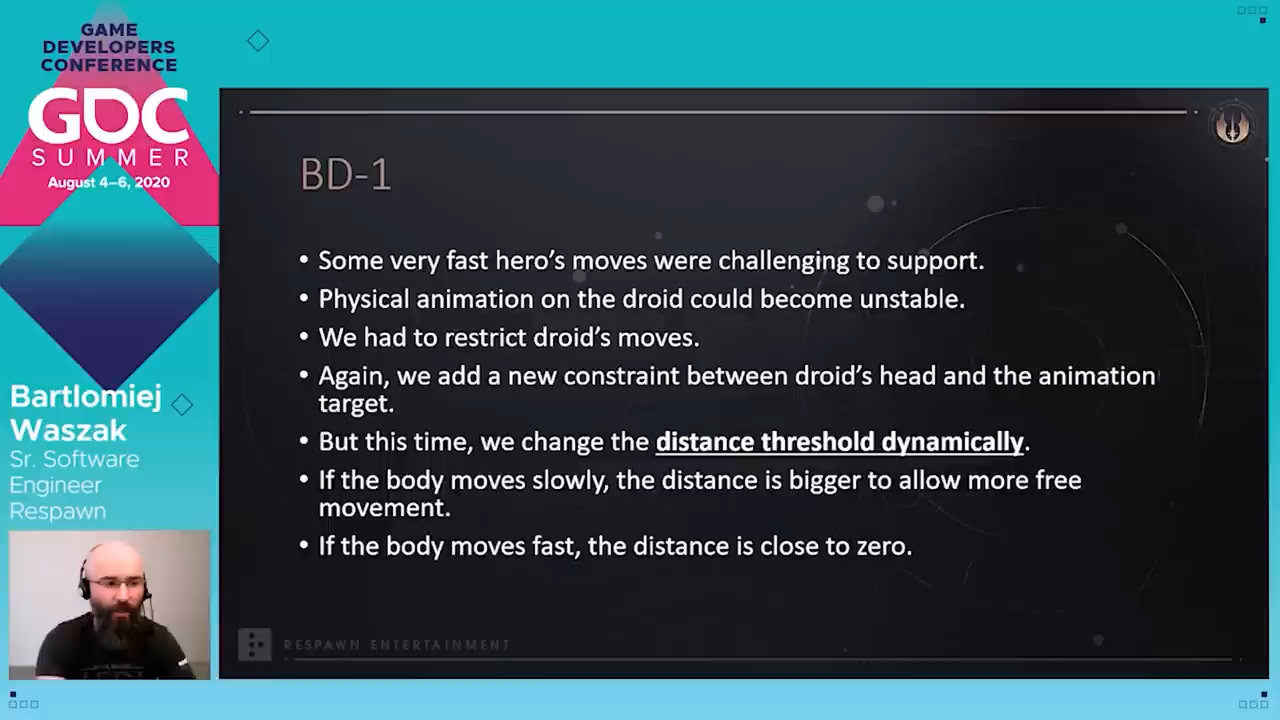 GAME
DEVELOPERS
CONFERENCE
GDC
SUMMER
August 4–6, 2020
Bartlomiej
Waszak
Sr. Software
Engineer
Respawn
BD-1
• Some very fast hero’s moves were challenging to support.
• Physical animation on the droid could become unstable.
• We had to restrict droid’s moves.
• Again, we add a new constraint between droid’s head and the animation
target.
• But this time, we change the distance threshold dynamically.
• If the body moves slowly, the distance is bigger to allow more free
movement.
• If the body moves fast, the distance is close to zero.
RESPAWN ENTERTAINMENT